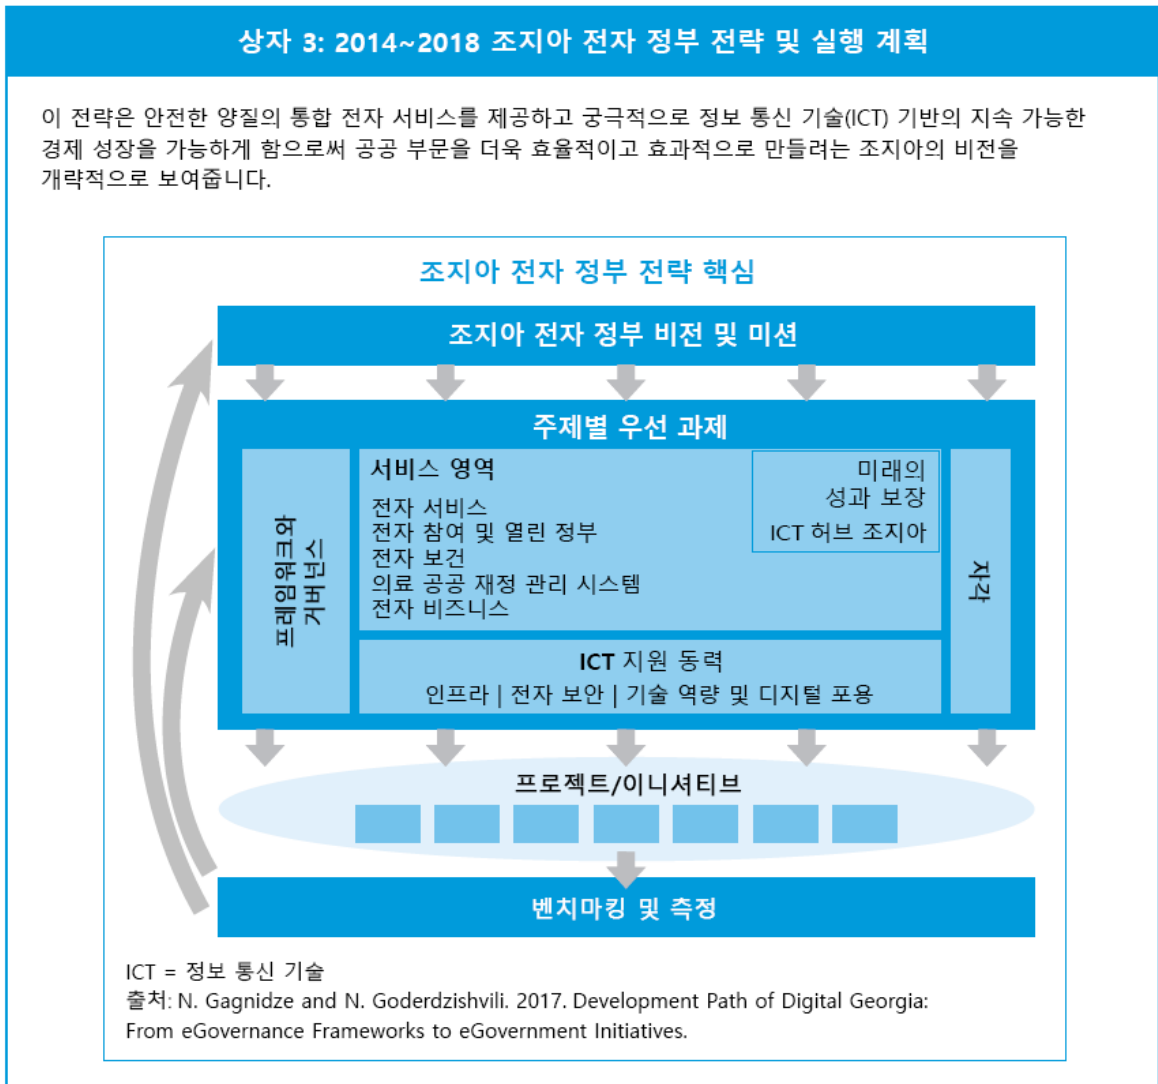 상자 3: 2014~2018 조지아 전자 정부 전략 및 실행 계획
이 전략은 안전한 양질의 통합 전자 서비스를 제공하고 궁극적으로 정보 통신 기술(ICT) 기반의 지속 가능한
경제 성장을 가능하게 함으로써 공공 부문을 더욱 효율적이고 효과적으로 만들려는 조지아의 비전을
개략적으로 보여줍니다.
조지아 전자 정부 전략 핵심
조지아 전자 정부 비전 및 미션
주제별 우선 과제
프레임워크와
거버넌스
서비스 영역
전자 서비스
전자 참여 및 열린 정부
전자 보건
의료 공공 재정 관리 시스템
전자 비즈니스
미래의
성과 보장
ICT 허브 조지아
자각
ICT 지원 동력
인프라 | 전자 보안 | 기술 역량 및 디지털 포용
프로젝트/이니셔티브
벤치마킹 및 측정
ICT = 정보 통신 기술
출처: N. Gagnidze and N. Goderdzishvili. 2017. Development Path of Digital Georgia:
From eGovernance Frameworks to eGovernment Initiatives.